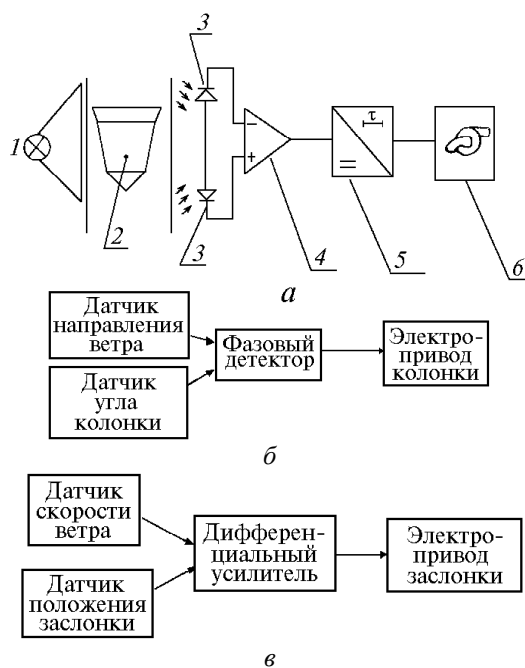 3
1
τ
2
3
4
5
6
а
Датчик
направления
ветра
Фазовый
детектор
Электро-
привод
колонки
Датчик
угла
колонки
б
Датчик
скорости
ветра
Дифферен-
циальный
усилитель
Электро-
привод
заслонки
Датчик
положения
заслонки
в